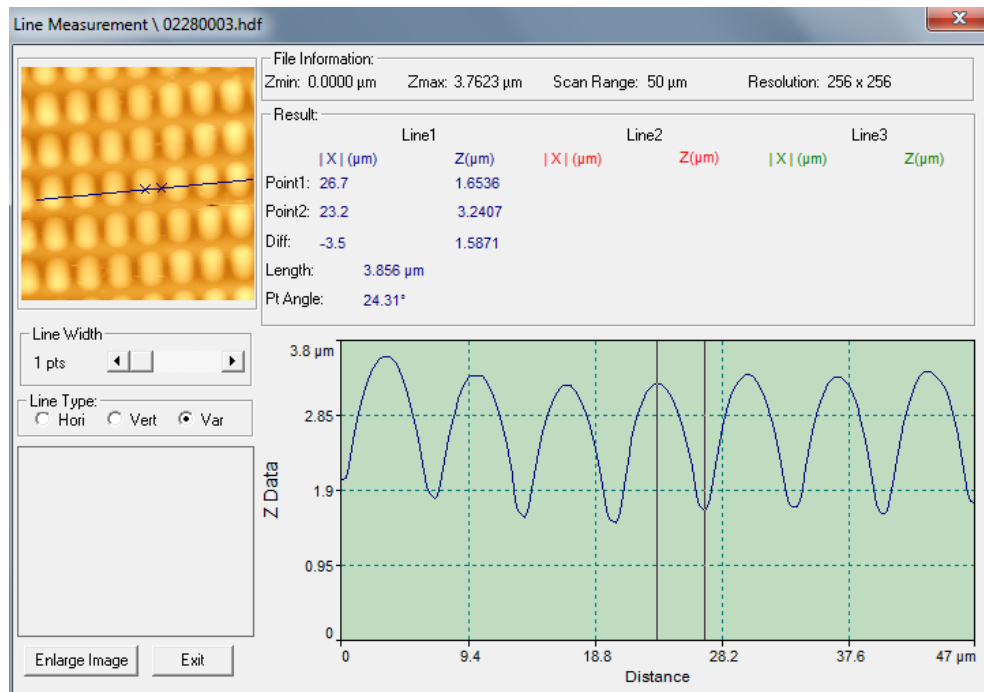 Line Measurement \ 02280003.hdf
File Information:
Zmin: 0.0000 µm Zmax: 3.7623 µm Scan Range: 50 µm Resolution: 256 x 256
Result:
Line1 Line2 Line3
|X| (µm) Z(µm) |X| (µm) Z(µm) |X| (µm) Z(µm)
Point1: 26.7 1.6536
Point2: 23.2 3.2407
Diff: -3.5 1.5871
Length: 3.856 µm
Pt Angle: 24.31°
Line Width
1 pts
Line Type:
Hori Vert Var
Enlarge Image Exit
3.8 µm
2.85
1.9
0.95
0
Z Data
0 9.4 18.8 28.2 37.6 47 µm
Distance